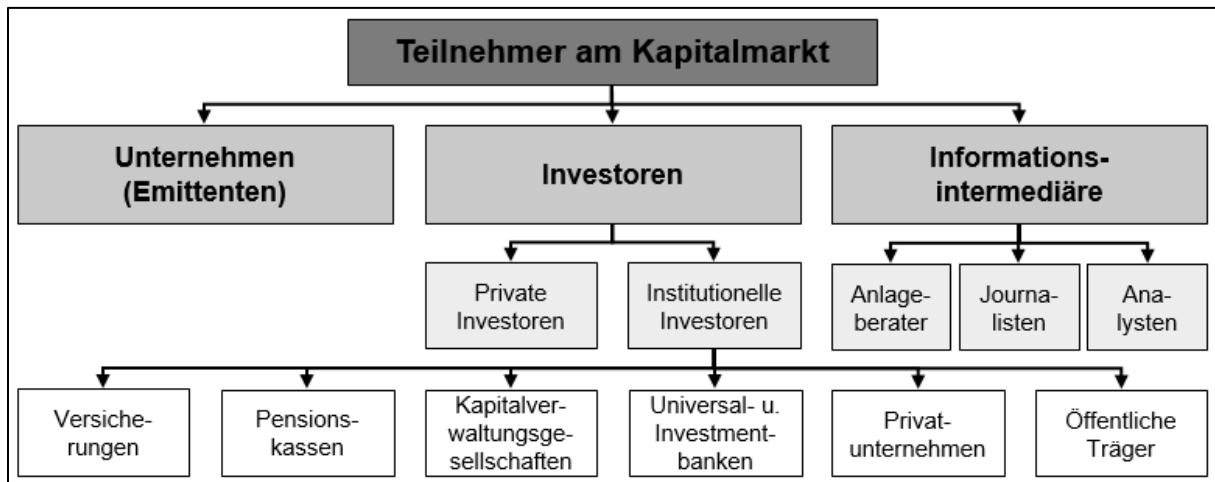 Teilnehmer am Kapitalmarkt
Unternehmen
(Emittenten)
Investoren
Informations-
intermediäre
Private
Investoren
Institutionelle
Investoren
Anlage-
berater
Journa-
listen
Ana-
lysten
Versiche-
rungen
Pensions-
kassen
Kapitalver-
waltungsge-
sellschaften
Universal- u.
Investment-
banken
Privat-
unternehmen
Öffentliche
Träger